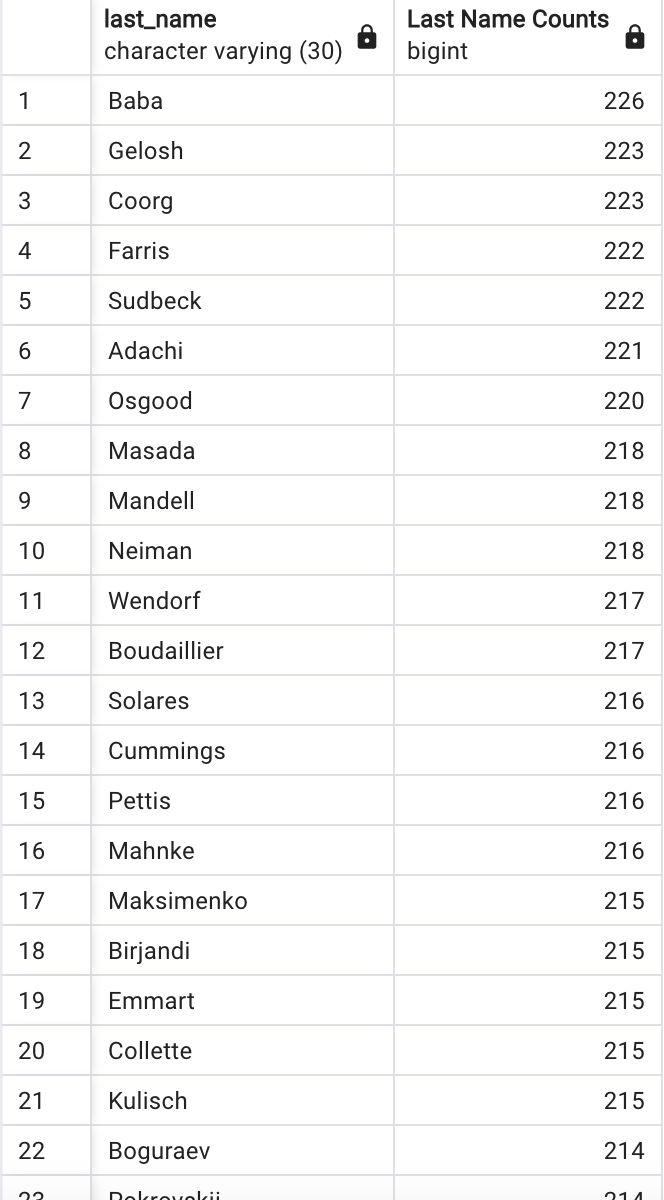 last_name Last Name Counts
character varying (30) bigint
1 Baba 226
2 Gelosh 223
3 Coorg 223
4 Farris 222
5 Sudbeck 222
6 Adachi 221
7 Osgood 220
8 Masada 218
9 Mandell 218
10 Neiman 218
11 Wendorf 217
12 Boudaillier 217
13 Solares 216
14 Cummings 216
15 Pettis 216
16 Mahnke 216
17 Maksimenko 215
18 Birjandi 215
19 Emmart 215
20 Collette 215
21 Kulisch 215
22 Boguraev 214
23 214